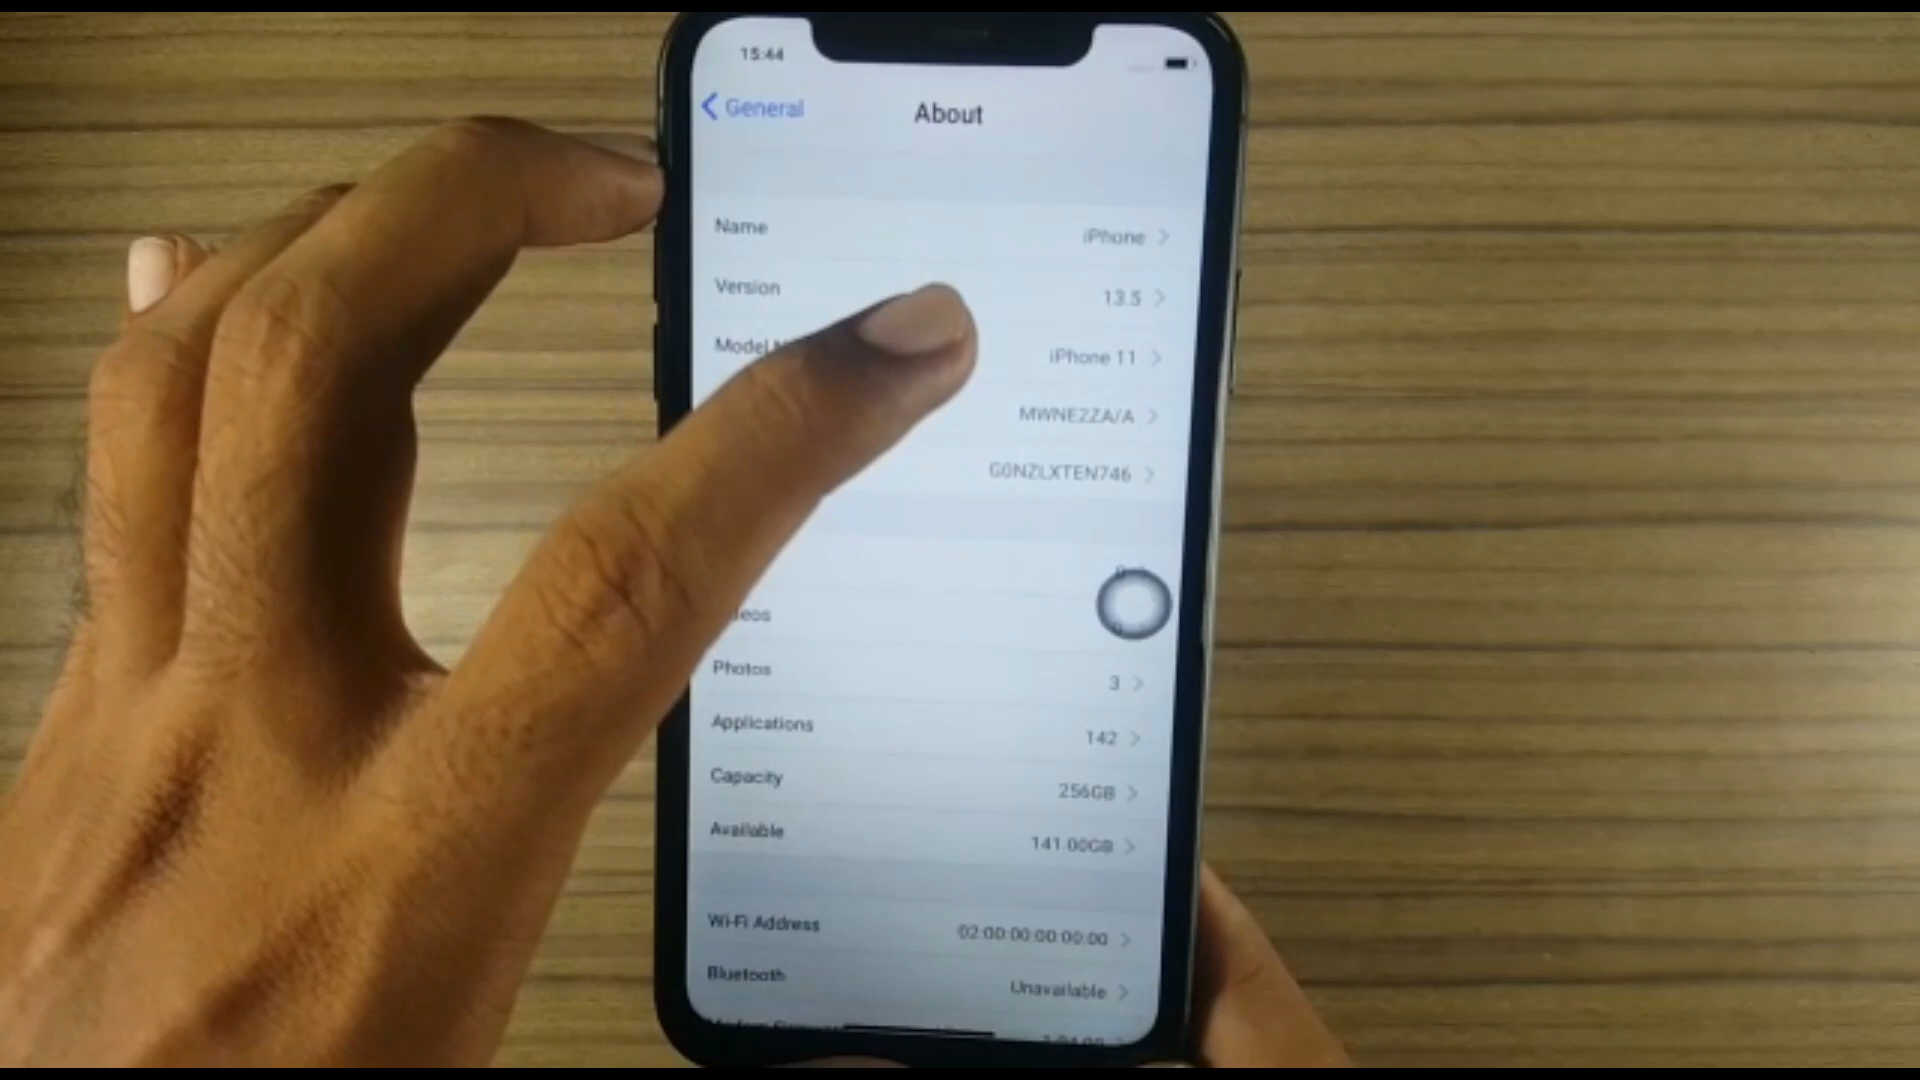 15:44
General
About
Name iPhone
Version 13.5
Model iPhone 11
MWNE2ZA/A
G0NZLXTEN746
Photos 3
Applications 142
Capacity 256GB
Available 141.00GB
Wi-Fi Address 02:00:00:00:00:00
Bluetooth Unavailable